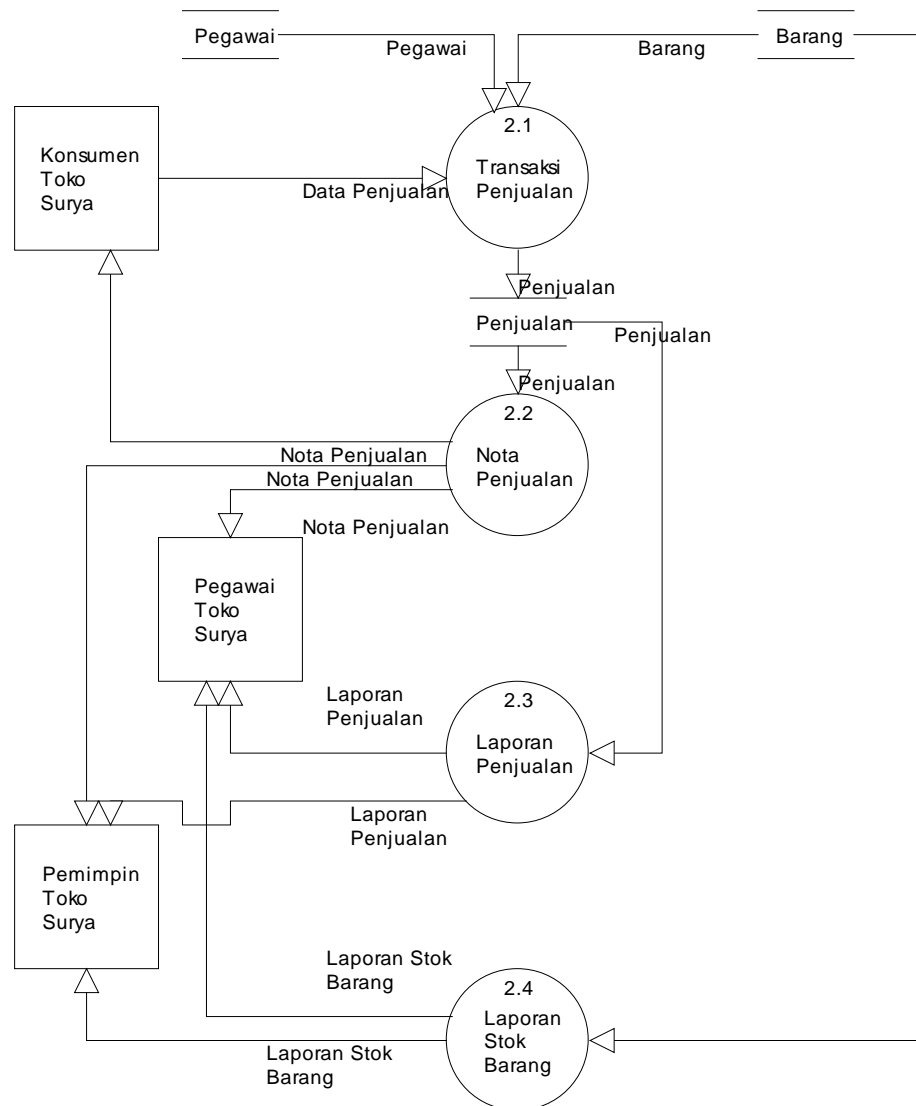 Pegawai
Barang
Pegawai
Barang
2.1
Transaksi
Penjualan
Konsumen
Toko
Surya
Data Penjualan
Penjualan
Penjualan
Penjualan
Penjualan
2.2
Nota
Penjualan
Nota Penjualan
Nota Penjualan
Nota Penjualan
Pegawai
Toko
Surya
2.3
Laporan
Penjualan
Laporan
Penjualan
Laporan
Penjualan
Pemimpin
Toko
Surya
Laporan Stok
Barang
2.4
Laporan
Stok
Barang
Laporan Stok
Barang